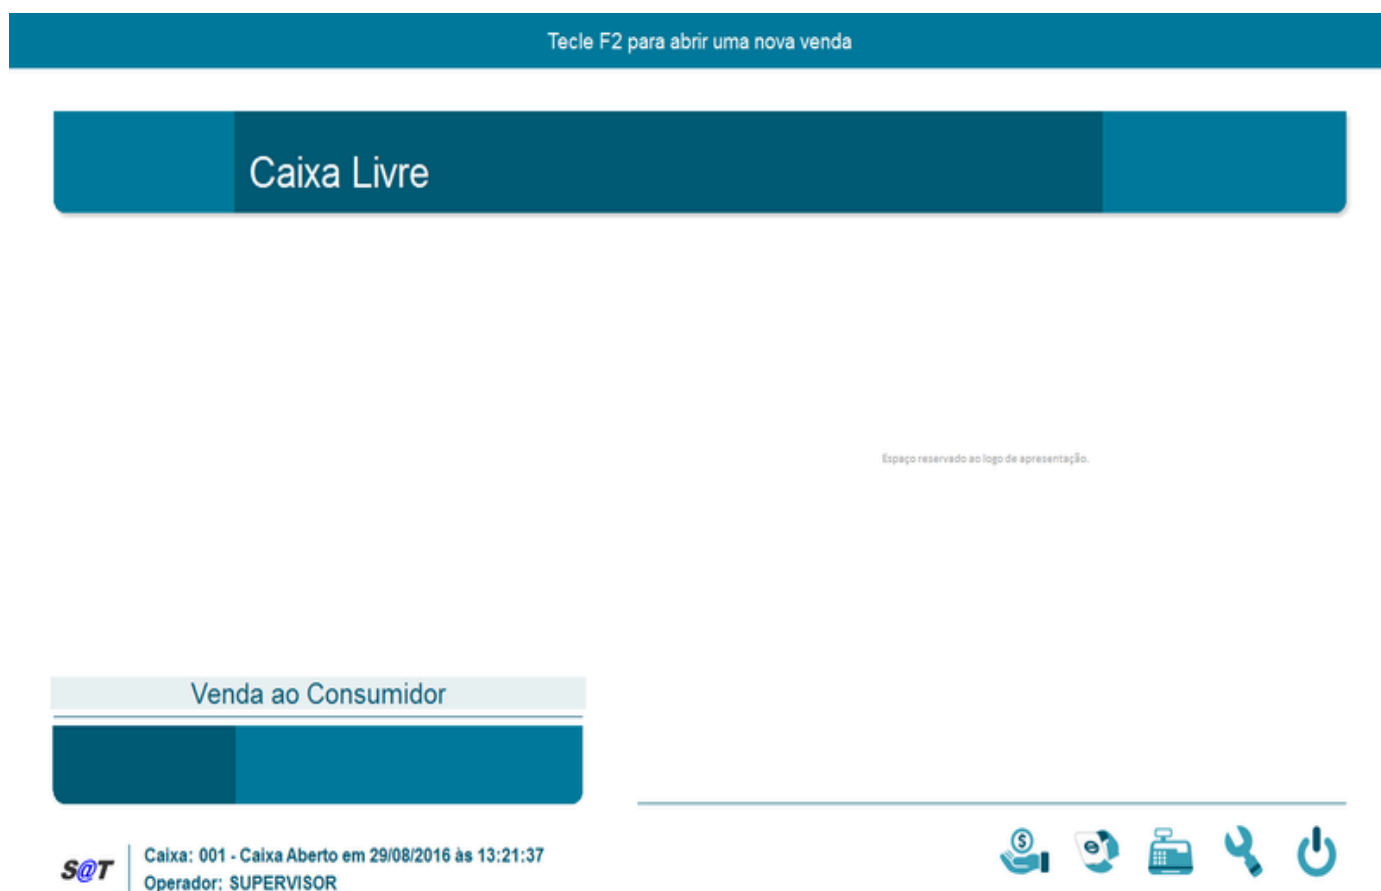 Tecle F2 para abrir uma nova venda
Caixa Livre
Espaço reservado ao logo de apresentação.
Venda ao Consumidor
S@T
Caixa: 001 - Caixa Aberto em 29/08/2016 às 13:21:37
Operador: SUPERVISOR